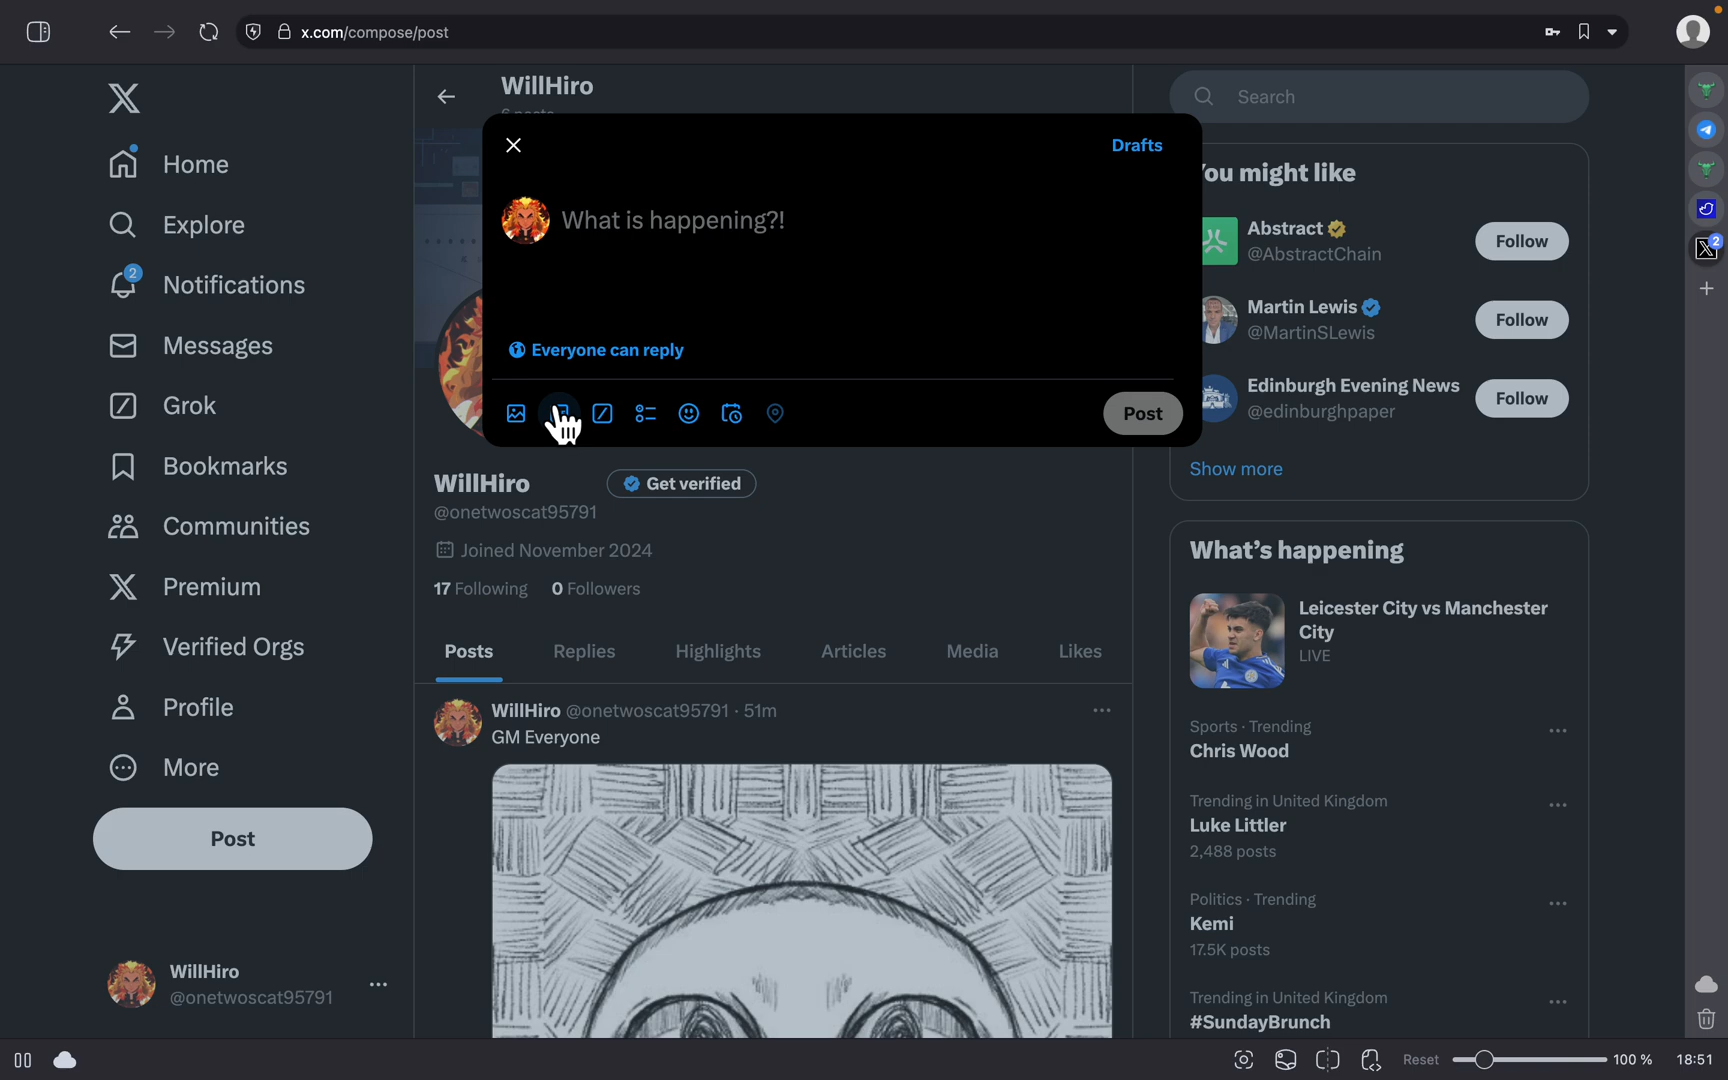 x.com/compose/post
WillHiro
Search
Drafts
What is happening?!
Everyone can reply
Post
Home
Explore
2
Notifications
Messages
Grok
Bookmarks
Communities
Premium
Verified Orgs
Profile
More
Post
WillHiro
@onetwoscat95791
WillHiro
Get verified
@onetwoscat95791
Joined November 2024
17 Following 0 Followers
Posts Replies Highlights Articles Media Likes
WillHiro @onetwoscat95791 · 51m
GM Everyone
ou might like
Abstract
@AbstractChain
Follow
Martin Lewis
@MartinSLewis
Follow
Edinburgh Evening News
@edinburghpaper
Follow
Show more
What's happening
Leicester City vs Manchester
City
LIVE
Sports · Trending
Chris Wood
Trending in United Kingdom
Luke Littler
2,488 posts
Politics · Trending
Kemi
17.5K posts
Trending in United Kingdom
#SundayBrunch
2
Reset 100 % 18:51